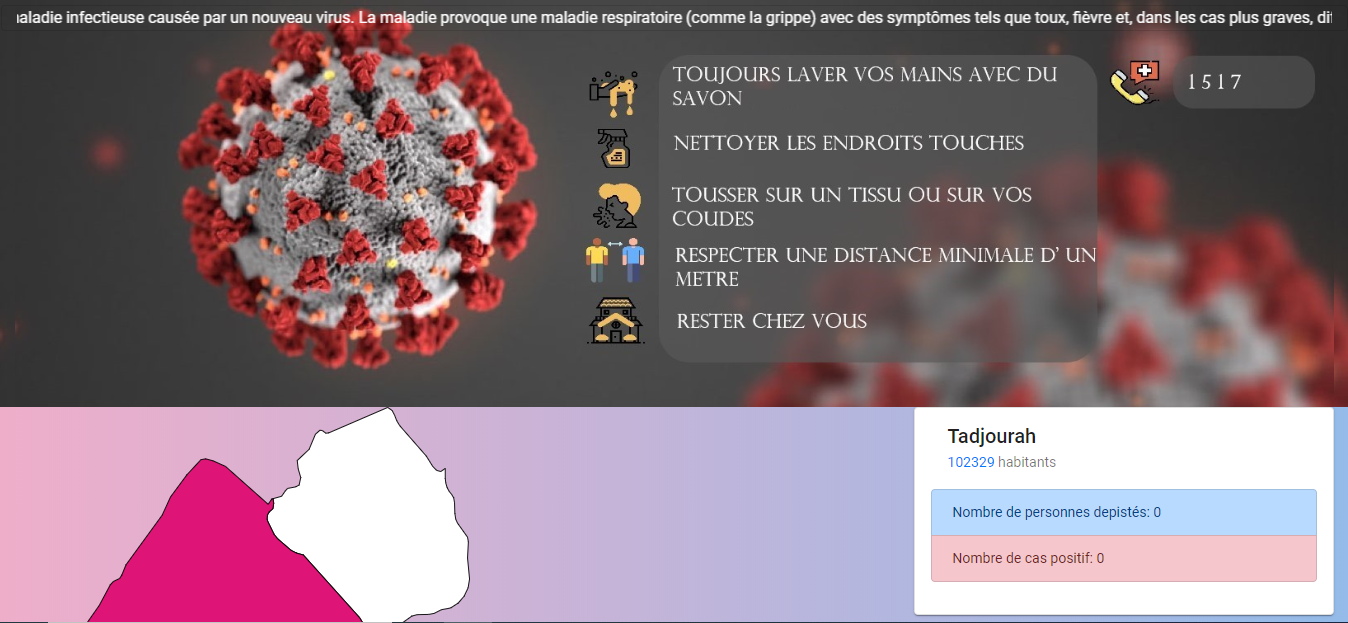 aladie infectieuse causée par un nouveau virus. La maladie provoque une maladie respiratoire (comme la grippe) avec des symptômes tels que toux, fièvre et, dans les cas plus graves, di
TOUJOURS LAVER VOS MAINS AVEC DU
SAVON
1517
NETTOYER LES ENDROITS TOUCHES
TOUSSER SUR UN TISSU OU SUR VOS
COUDES
RESPECTER UNE DISTANCE MINIMALE D' UN
METRE
RESTER CHEZ VOUS
Tadjourah
102329 habitants
Nombre de personnes depistés: 0
Nombre de cas positif: 0